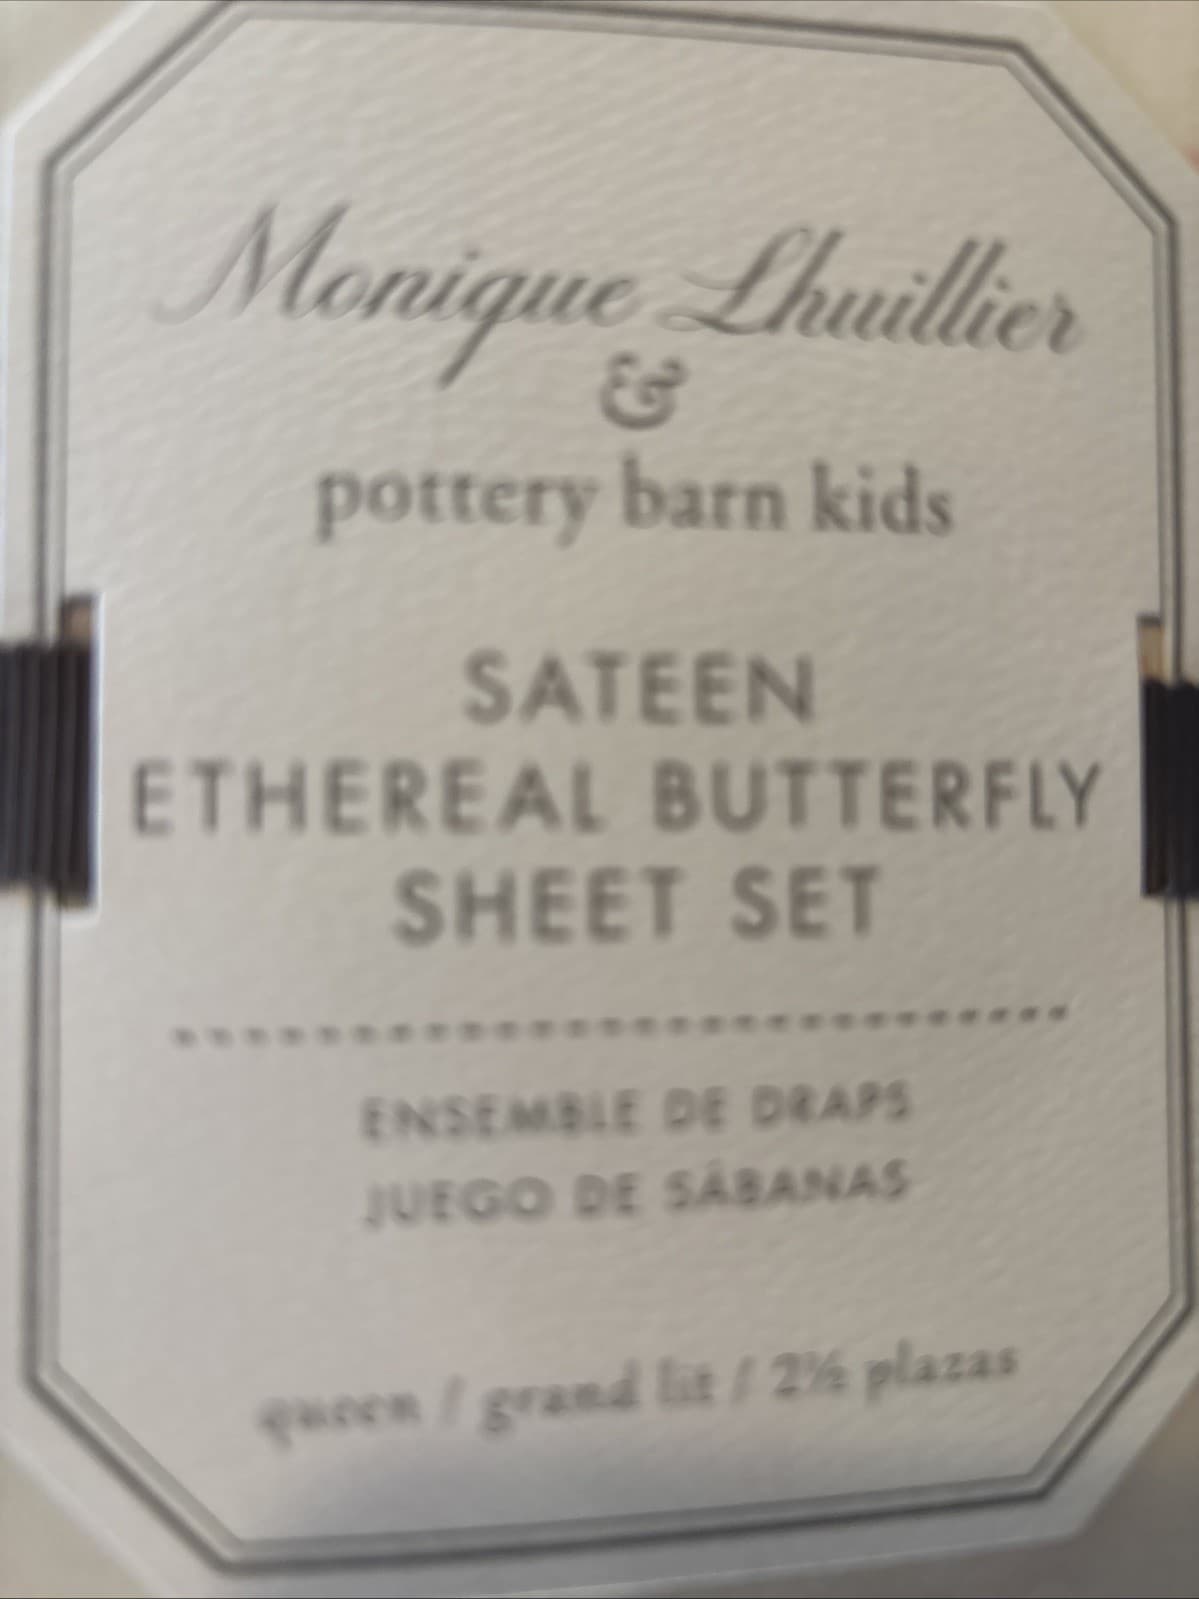 Monique Lhuillier
&
pottery barn kids
SATEEN
ETHEREAL BUTTERFLY
SHEET SET
ENSEMBLE DE DRAPS
JUEGO DE SÁBANAS
queen / grand lit / 2½ plazas